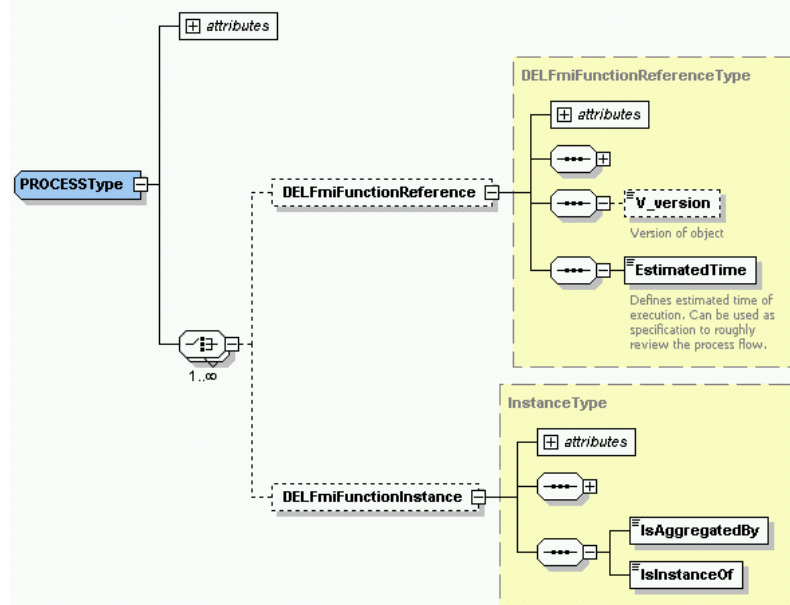 attributes
DELFmiFunctionReferenceType
attributes
PROCESSType
DELFmiFunctionReference
V_version
Version of object
EstimatedTime
Defines estimated time of
execution. Can be used as
specification to roughly
review the process flow.
1..∞
InstanceType
attributes
DELFmiFunctionInstance
IsAggregatedBy
IsInstanceOf